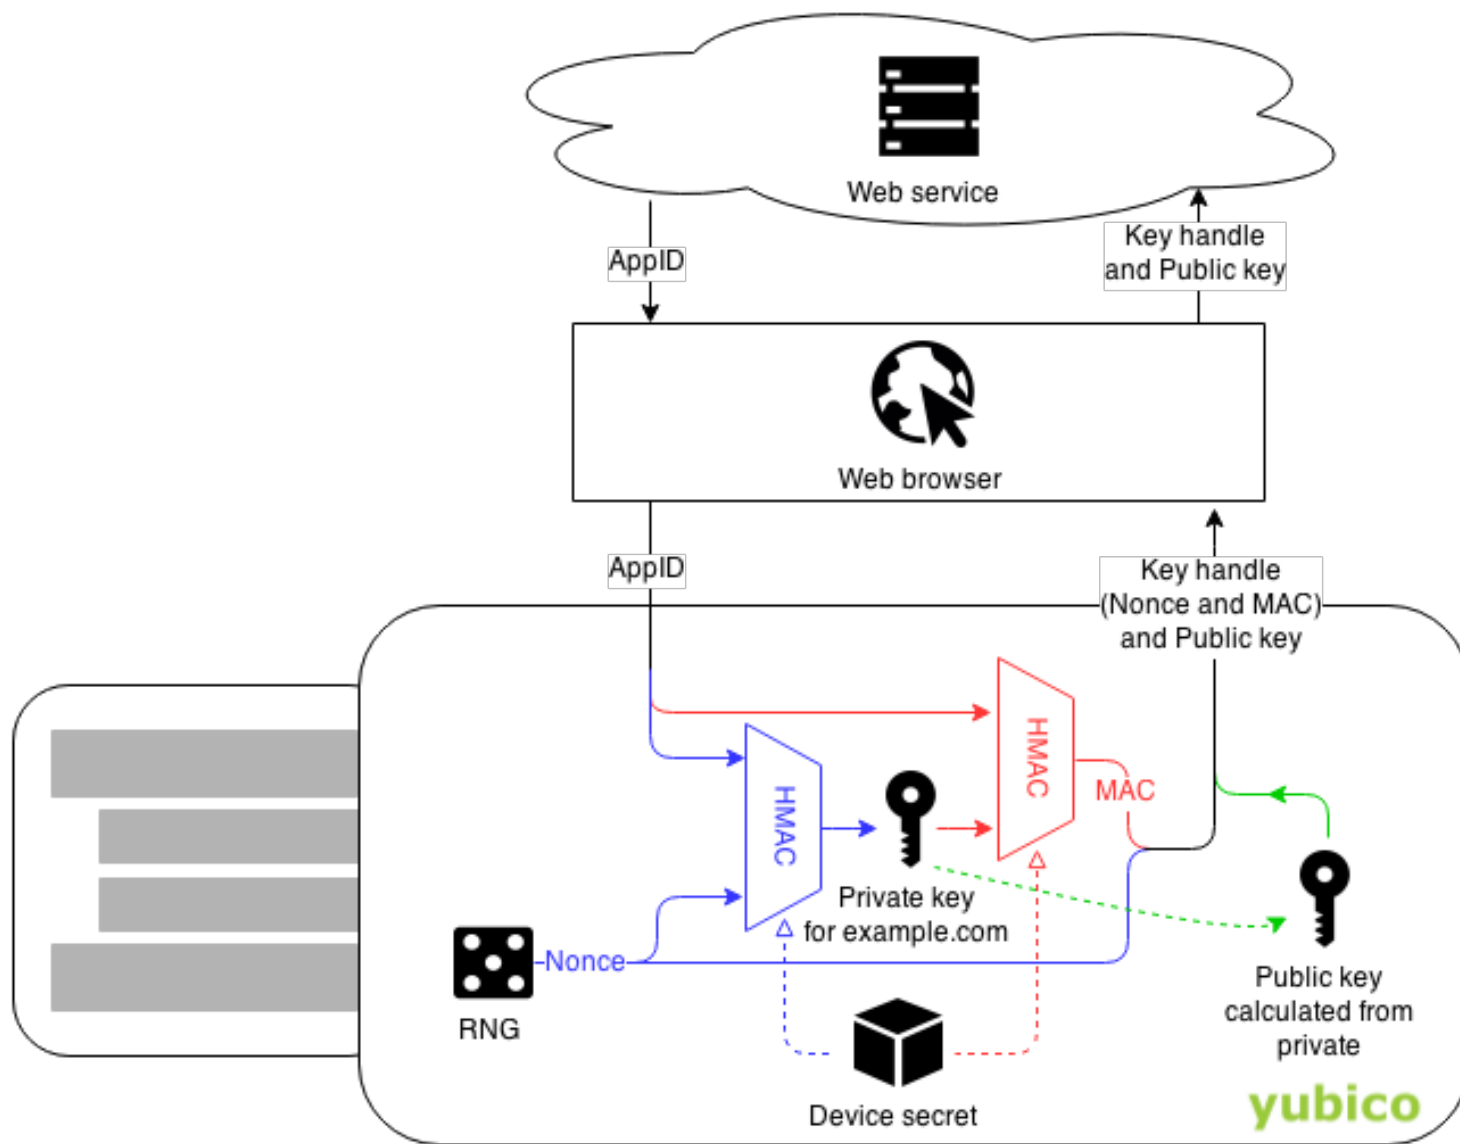 Web service
AppID
Key handle
and Public key
Web browser
AppID
Key handle
(Nonce and MAC)
and Public key
HMAC
HMAC
MAC
Private key
for example.com
Nonce
RNG
Public key
calculated from
private
Device secret
yubico